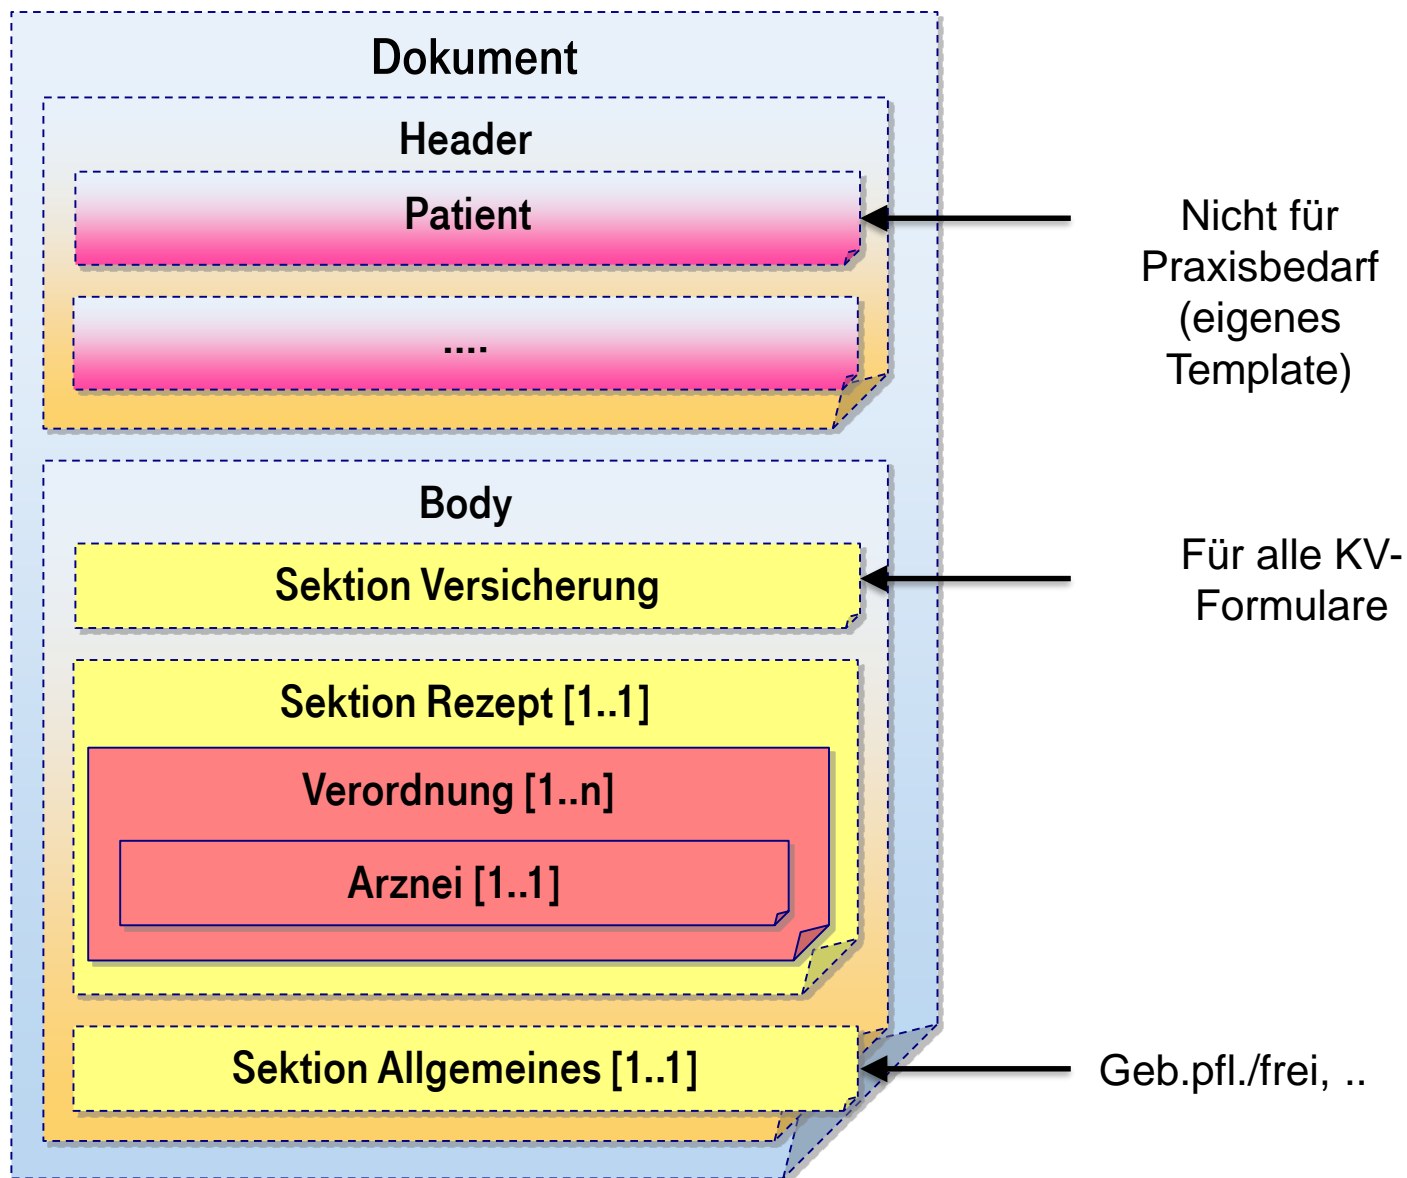 Dokument
Header
Patient
....
Nicht für
Praxisbedarf
(eigenes
Template)
Body
Sektion Versicherung
Für alle KV-
Formulare
Sektion Rezept [1..1]
Verordnung [1..n]
Arznei [1..1]
Sektion Allgemeines [1..1]
Geb.pfl./frei, ..